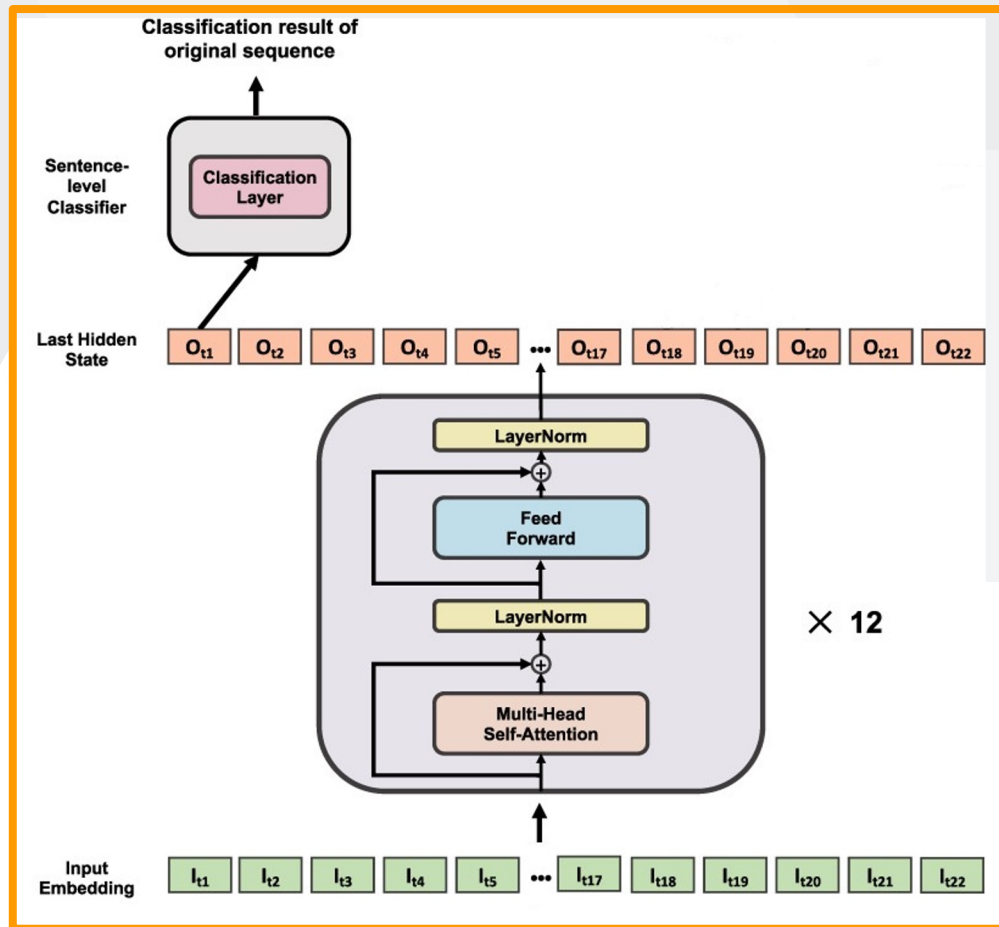 Classification result of
original sequence
Sentence-
level
Classifier
Classification
Layer
Last Hidden
State
Ot1 Ot2 Ot3 Ot4 Ot5 ••• Ot17 Ot18 Ot19 Ot20 Ot21 Ot22
LayerNorm
+
Feed
Forward
LayerNorm
+
Multi-Head
Self-Attention
× 12
Input
Embedding
It1 It2 It3 It4 It5 ••• It17 It18 It19 It20 It21 It22